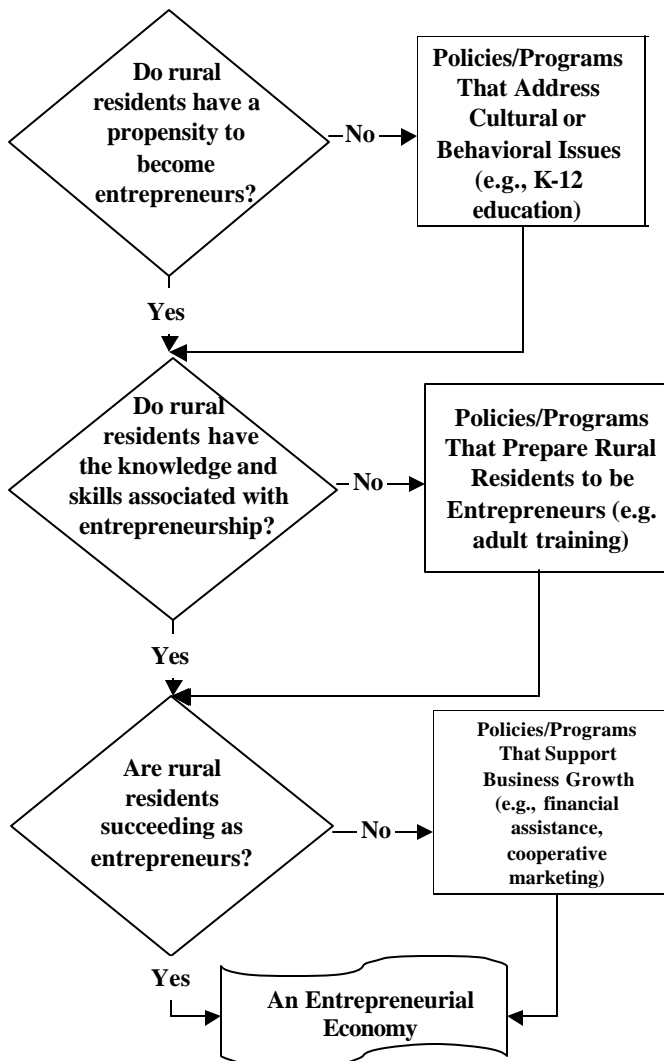 Do rural
residents have a
propensity to
become
entrepreneurs?
No
Policies/Programs
That Address
Cultural or
Behavioral Issues
(e.g., K-12
education)
Yes
Do rural
residents have
the knowledge and
skills associated with
entrepreneurship?
No
Policies/Programs
That Prepare Rural
Residents to be
Entrepreneurs (e.g.
adult training)
Yes
Are rural
residents
succeeding as
entrepreneurs?
No
Policies/Programs
That Support
Business Growth
(e.g., financial
assistance,
cooperative
marketing)
Yes
An Entrepreneurial
Economy